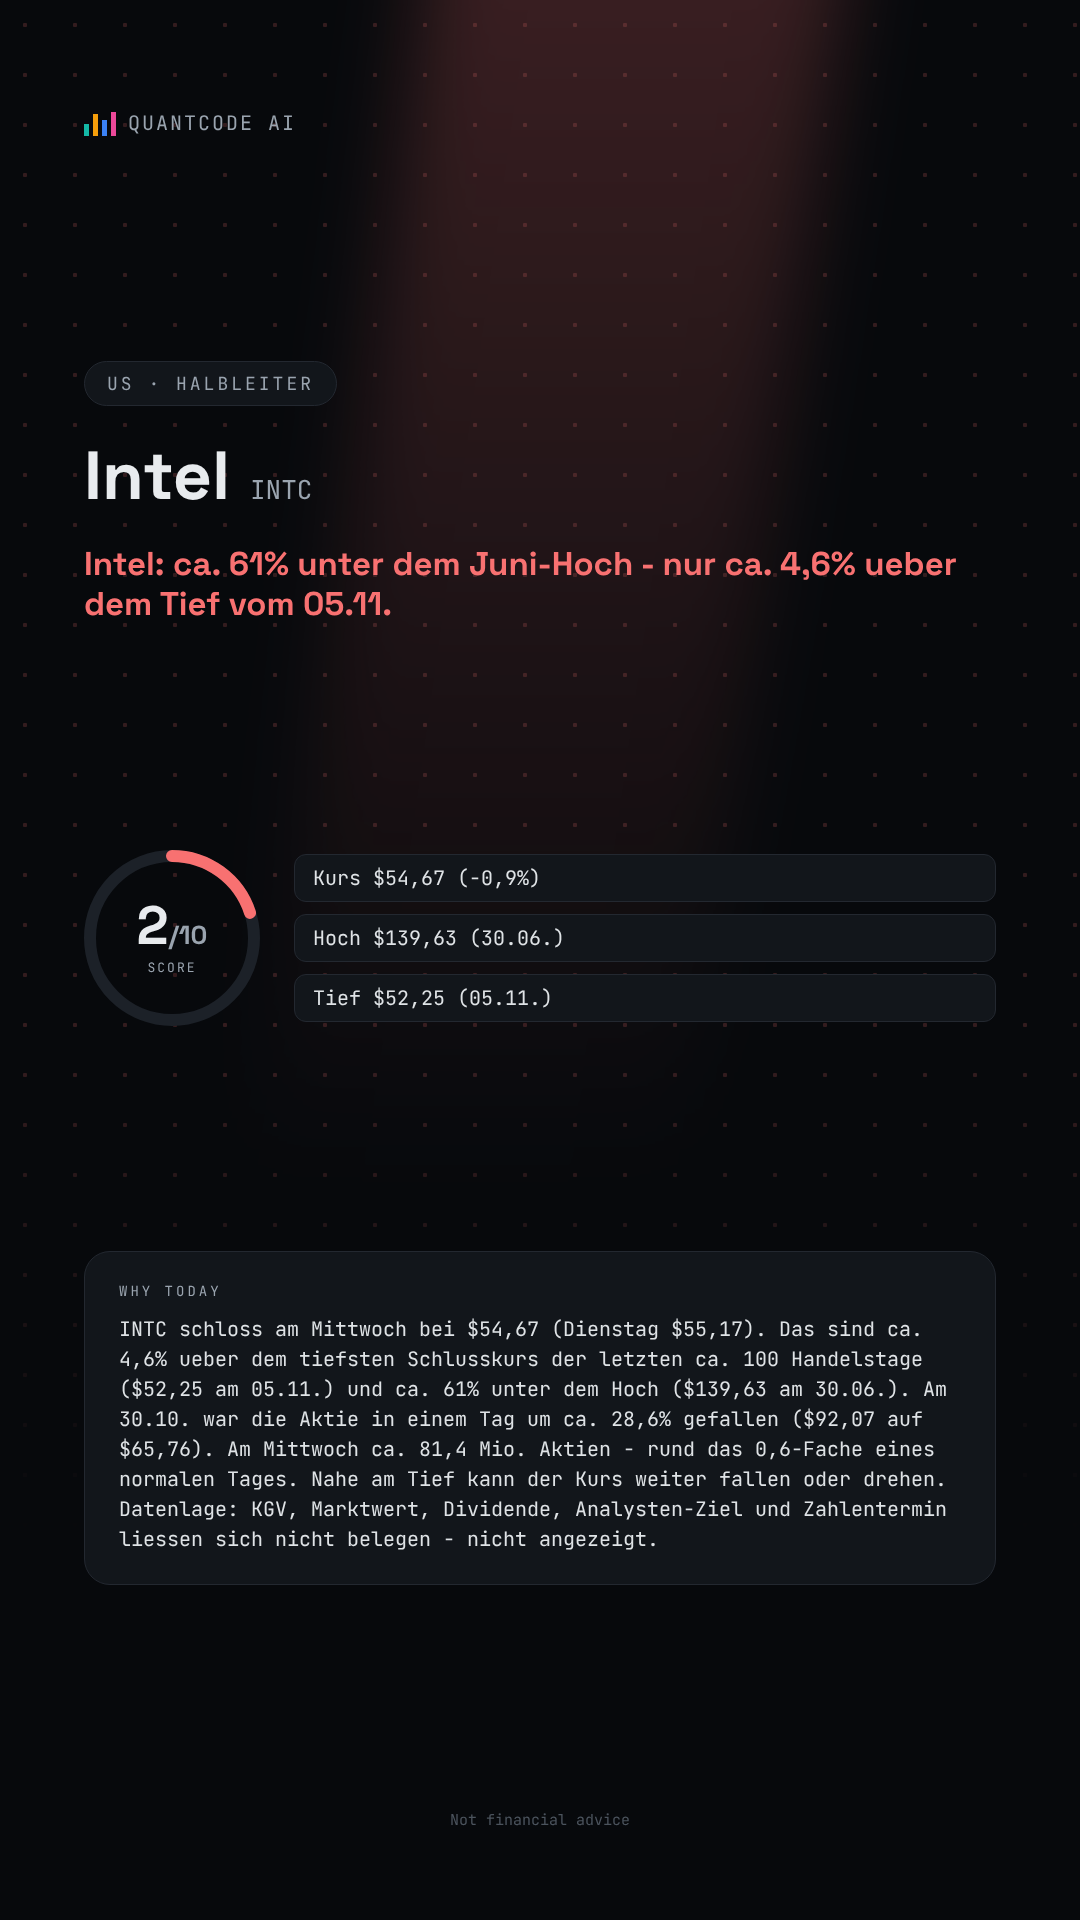 QUANTCODE AI
US · HALBLEITER
Intel INTC
Intel: ca. 61% unter dem Juni-Hoch - nur ca. 4,6% ueber
dem Tief vom 05.11.
2/10
SCORE
Kurs $54,67 (-0,9%)
Hoch $139,63 (30.06.)
Tief $52,25 (05.11.)
WHY TODAY
INTC schloss am Mittwoch bei $54,67 (Dienstag $55,17). Das sind ca.
4,6% ueber dem tiefsten Schlusskurs der letzten ca. 100 Handelstage
($52,25 am 05.11.) und ca. 61% unter dem Hoch ($139,63 am 30.06.). Am
30.10. war die Aktie in einem Tag um ca. 28,6% gefallen ($92,07 auf
$65,76). Am Mittwoch ca. 81,4 Mio. Aktien - rund das 0,6-Fache eines
normalen Tages. Nahe am Tief kann der Kurs weiter fallen oder drehen.
Datenlage: KGV, Marktwert, Dividende, Analysten-Ziel und Zahlentermin
liessen sich nicht belegen - nicht angezeigt.
Not financial advice